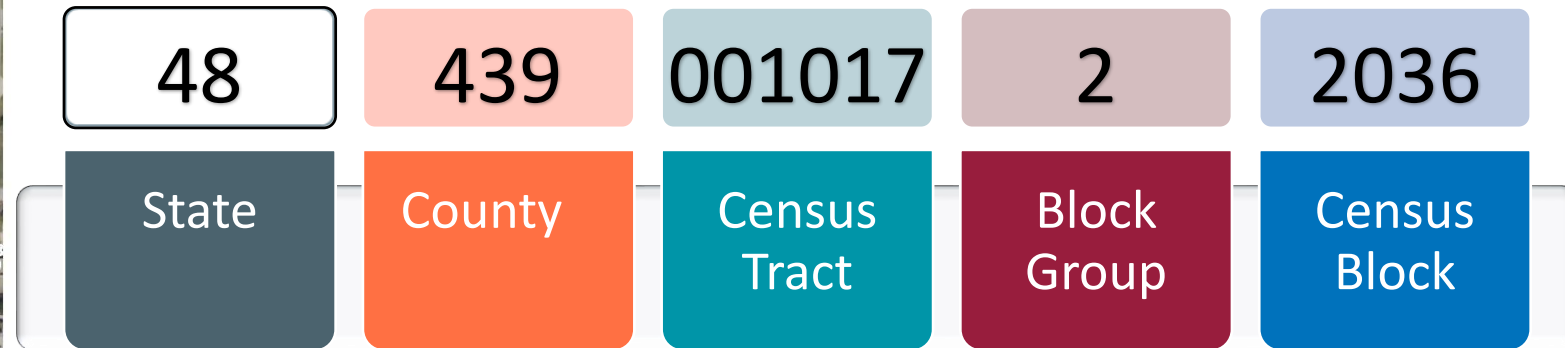 48 439 001017 2 2036
State County Census Block Census
Tract Group Block